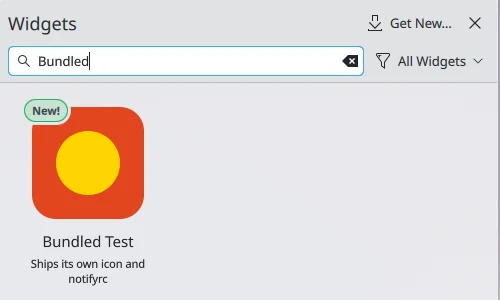 Widgets
Get New...
Bundled
All Widgets
New!
Bundled Test
Ships its own icon and
notifyrc